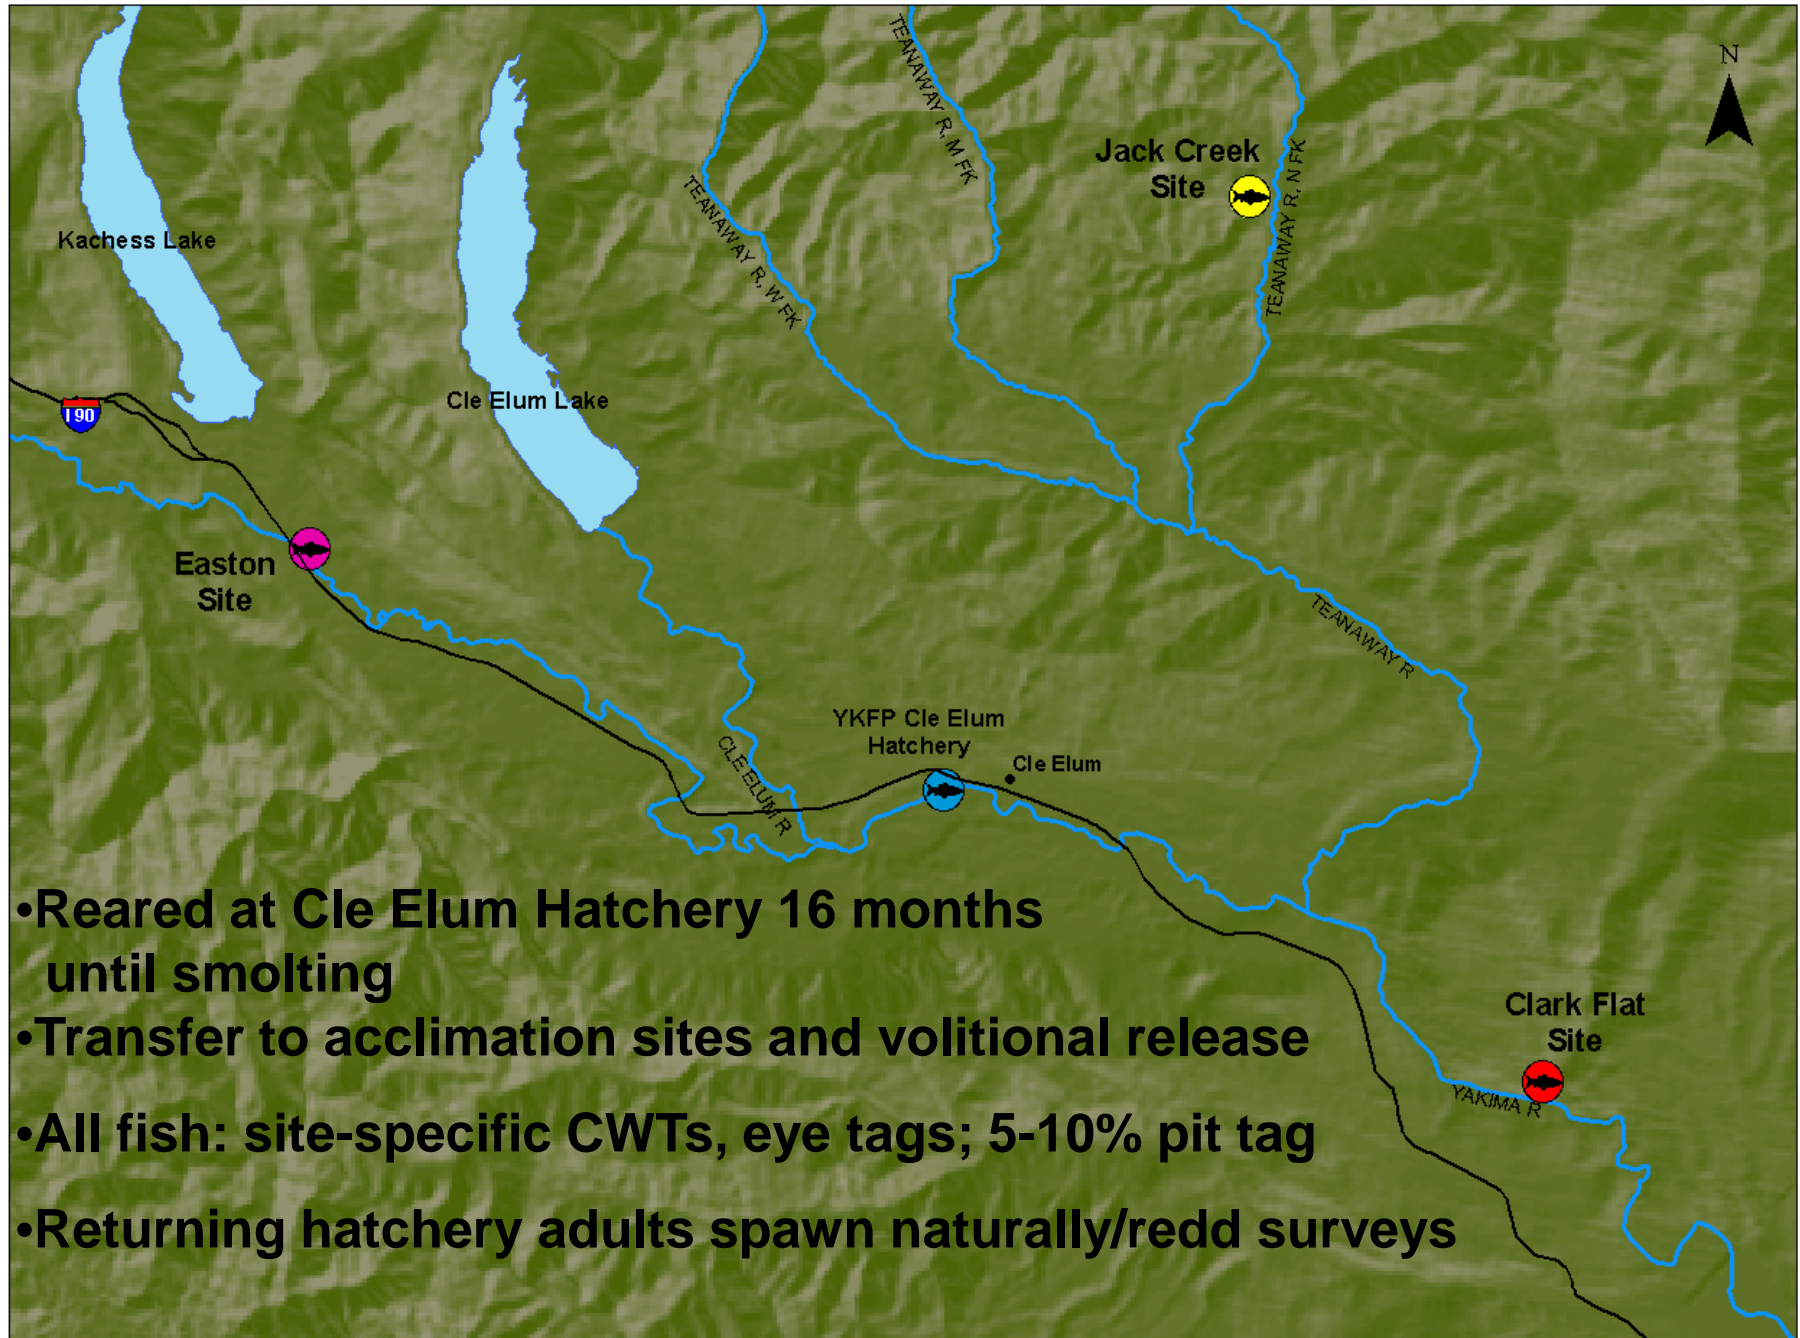 TEANAWAY R, M FK
N
Jack Creek
Site
TEANAWAY R, N FK
TEANAWAY R, W FK
Kachess Lake
Cle Elum Lake
I 90
Easton
Site
TEANAWAY R
YKFP Cle Elum
Hatchery
Cle Elum
CLE ELUM R
•Reared at Cle Elum Hatchery 16 months
until smolting
Clark Flat
Site
•Transfer to acclimation sites and volitional release
YAKIMA R
•All fish: site-specific CWTs, eye tags; 5-10% pit tag
•Returning hatchery adults spawn naturally/redd surveys